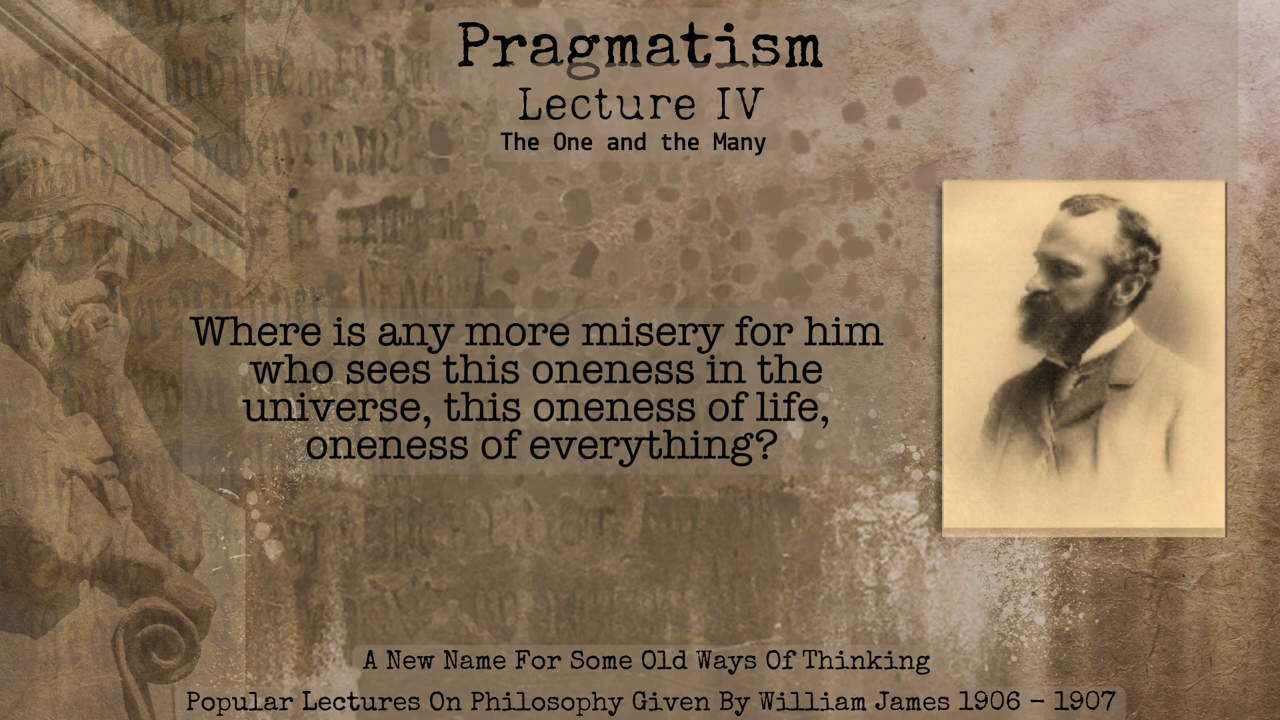 Pragmatism
Lecture IV
The One and the Many
Where is any more misery for him
who sees this oneness in the
universe, this oneness of life,
oneness of everything?
A New Name For Some Old Ways Of Thinking
Popular Lectures On Philosophy Given By William James 1906 – 1907